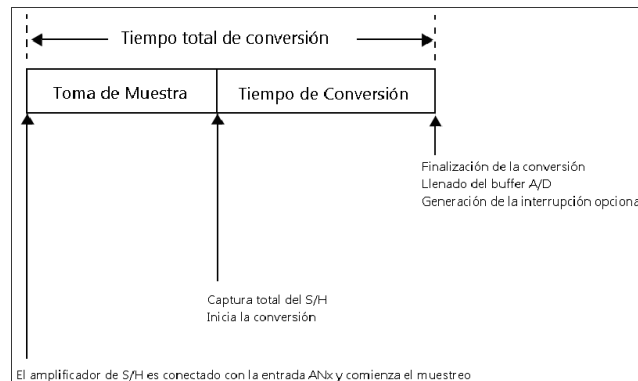 Tiempo total de conversión
Toma de Muestra
Tiempo de Conversión
Finalización de la conversión
Llenado del buffer A/D
Generación de la interrupción opciona
Captura total del S/H
Inicia la conversión
El amplificador de S/H es conectado con la entrada ANx y comienza el muestreo